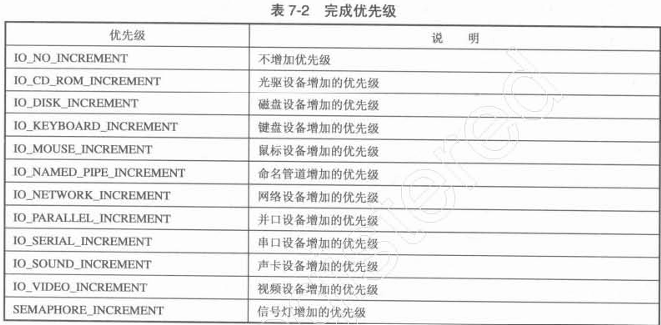 表 7-2 完成优先级
优先级 说 明
IO_NO_INCREMENT 不增加优先级
IO_CD_ROM_INCREMENT 光驱设备增加的优先级
IO_DISK_INCREMENT 磁盘设备增加的优先级
IO_KEYBOARD_INCREMENT 键盘设备增加的优先级
IO_MOUSE_INCREMENT 鼠标设备增加的优先级
IO_NAMED_PIPE_INCREMENT 命名管道增加的优先级
IO_NETWORK_INCREMENT 网络设备增加的优先级
IO_PARALLEL_INCREMENT 并口设备增加的优先级
IO_SERIAL_INCREMENT 串口设备增加的优先级
IO_SOUND_INCREMENT 声卡设备增加的优先级
IO_VIDEO_INCREMENT 视频设备增加的优先级
SEMAPHORE_INCREMENT 信号灯增加的优先级